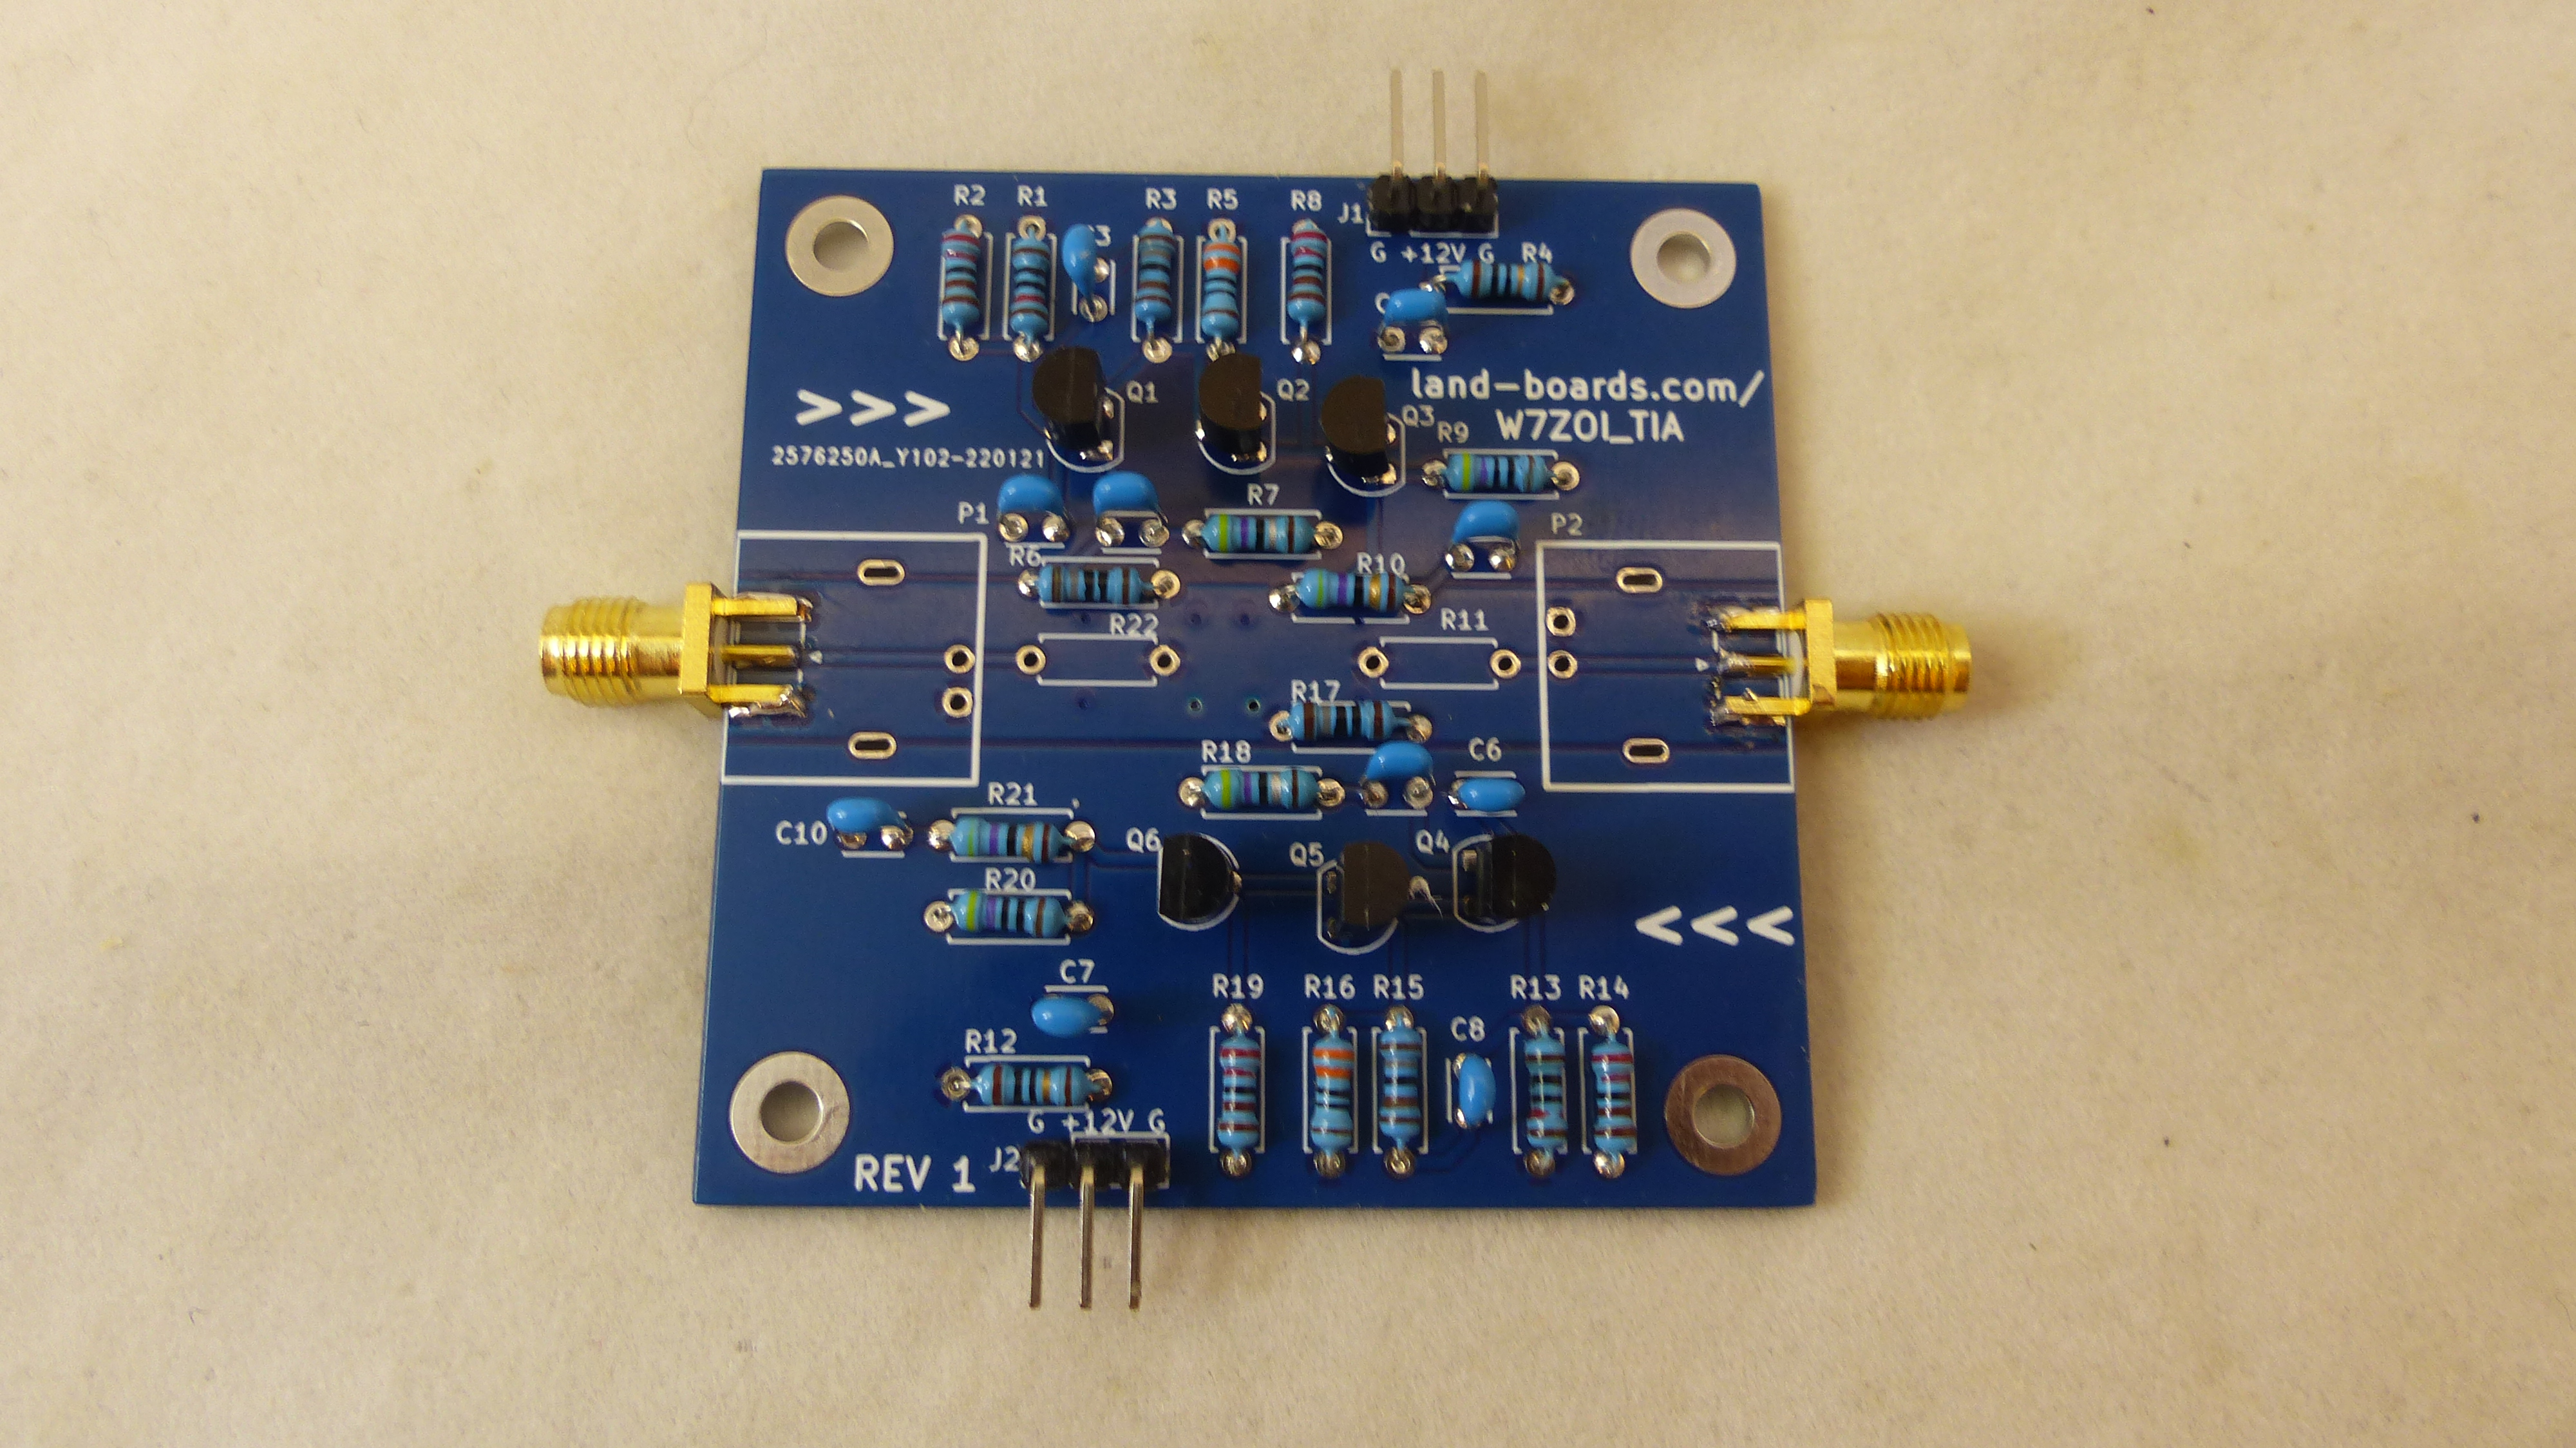 R2 R1 R3 R5 R8 J1
G +12V G R4
land-boards.com/
W7ZOI_TIA
>>>
Q1 Q2 Q3 R9
2576250A_Y102-220121
P1 R7 P2
R6 R10
R22 R11
R17
R18 C6
R21
C10 Q6 Q5 Q4
R20
<<<
C7 R19 R16 R15 R13 R14
R12 C8
G +12V G
REV 1 J2